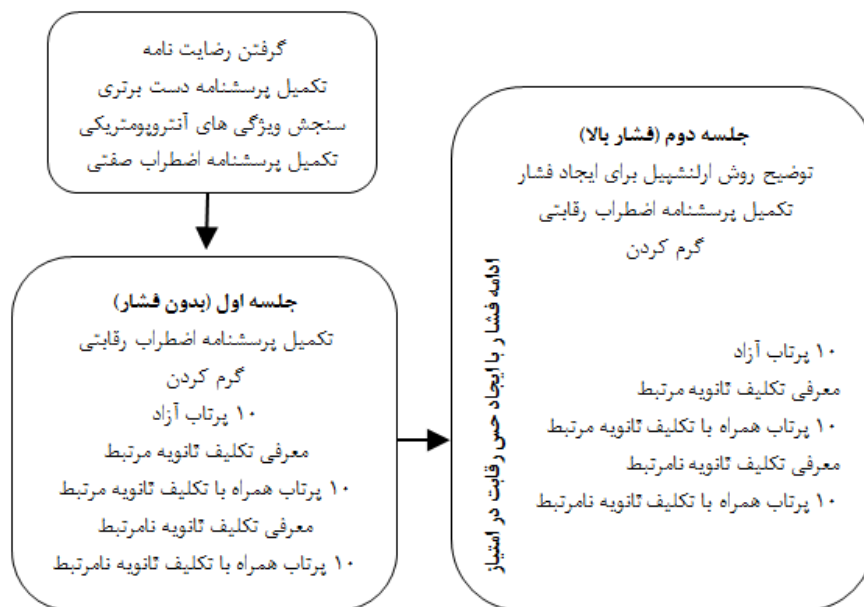 گرفتن رضایت نامه
تکمیل پرسشنامه دست برتری
سنجش ویژگی های آنتروپومتریکی
تکمیل پرسشنامه اضطراب صفتی
جلسه اول (بدون فشار)
تکمیل پرسشنامه اضطراب رقابتی
گرم کردن
۱۰ پرتاب آزاد
معرفی تکلیف ثانویه مرتبط
۱۰ پرتاب همراه با تکلیف ثانویه مرتبط
معرفی تکلیف ثانویه نامرتبط
۱۰ پرتاب همراه با تکلیف ثانویه نامرتبط
جلسه دوم (فشار بالا)
توضیح روش ارلنشپیل برای ایجاد فشار
تکمیل پرسشنامه اضطراب رقابتی
گرم کردن
ادامه فشار با ایجاد حس رقابت در امتیاز
۱۰ پرتاب آزاد
معرفی تکلیف ثانویه مرتبط
۱۰ پرتاب همراه با تکلیف ثانویه مرتبط
معرفی تکلیف ثانویه نامرتبط
۱۰ پرتاب همراه با تکلیف ثانویه نامرتبط